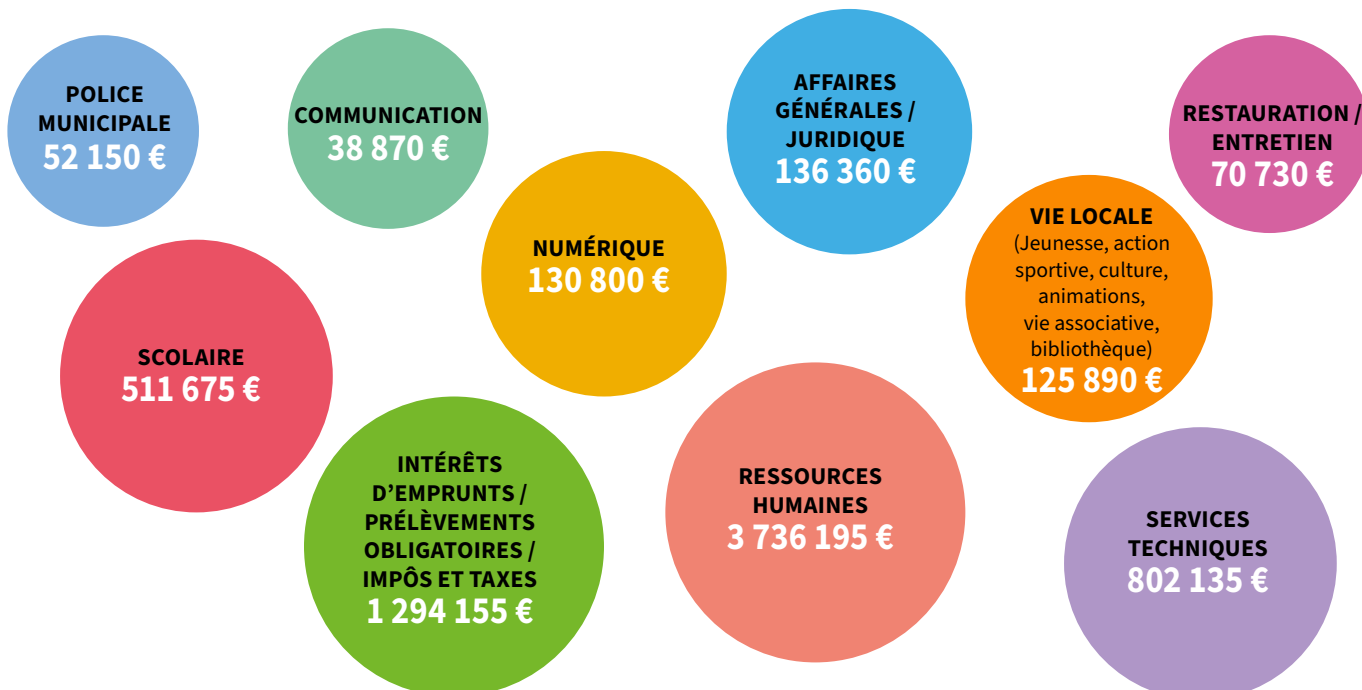 POLICE
MUNICIPALE
52 150 €
COMMUNICATION
38 870 €
AFFAIRES
GÉNÉRALES /
JURIDIQUE
136 360 €
RESTAURATION /
ENTRETIEN
70 730 €
NUMÉRIQUE
130 800 €
VIE LOCALE
(Jeunesse, action
sportive, culture,
animations,
vie associative,
bibliothèque)
125 890 €
SCOLAIRE
511 675 €
INTÉRÊTS
D’EMPRUNTS /
PRÉLÈVEMENTS
OBLIGATOIRES /
IMPÔS ET TAXES
1 294 155 €
RESSOURCES
HUMAINES
3 736 195 €
SERVICES
TECHNIQUES
802 135 €